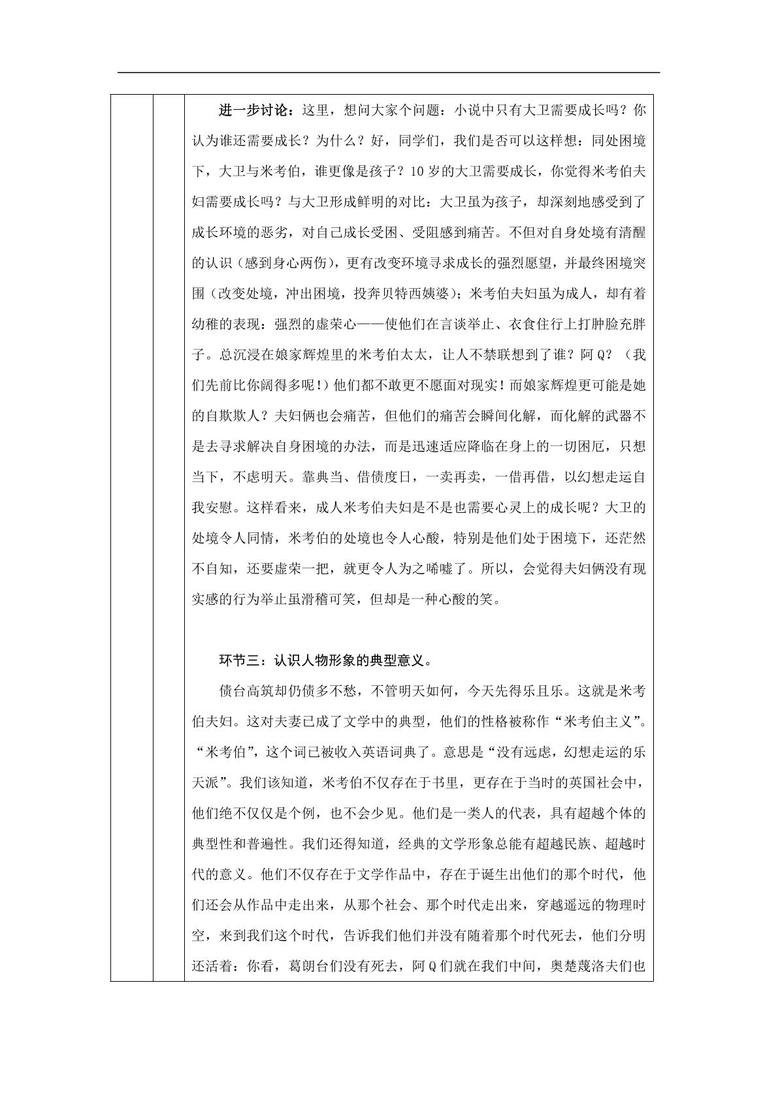 进一步讨论：这里，想问大家个问题：小说中只有大卫需要成长吗？你
认为谁还需要成长？为什么？好，同学们，我们是否可以这样想：同处困境
下，大卫与米考伯，谁更像是孩子？10 岁的大卫需要成长，你觉得米考伯夫
妇需要成长吗？与大卫形成鲜明的对比：大卫虽为孩子，却深刻地感受到了
成长环境的恶劣，对自己成长受困、受阻感到痛苦。不但对自身处境有清醒
的认识（感到身心两伤），更有改变环境寻求成长的强烈愿望，并最终困境突
围（改变处境，冲出困境，投奔贝特西姨婆）；米考伯夫妇虽为成人，却有着
幼稚的表现：强烈的虚荣心——使他们在言谈举止、衣食住行上打肿脸充胖
子。总沉浸在娘家辉煌里的米考伯太太，让人不禁联想到了谁？阿 Q？（我
们先前比你阔得多呢！）他们都不敢更不愿面对现实！而娘家辉煌更可能是她
的自欺欺人？夫妇俩也会痛苦，但他们的痛苦会瞬间化解，而化解的武器不
是去寻求解决自身困境的办法，而是迅速适应降临在身上的一切困厄，只想
当下，不虑明天。靠典当、借债度日，一卖再卖，一借再借，以幻想走运自
我安慰。这样看来，成人米考伯夫妇是不是也需要心灵上的成长呢？大卫的
处境令人同情，米考伯的处境也令人心酸，特别是他们处于困境下，还茫然
不自知，还要虚荣一把，就更令人为之唏嘘了。所以，会觉得夫妇俩没有现
实感的行为举止虽滑稽可笑，但却是一种心酸的笑。
环节三：认识人物形象的典型意义。
债台高筑却仍债多不愁，不管明天如何，今天先得乐且乐。这就是米考
伯夫妇。这对夫妻已成了文学中的典型，他们的性格被称作“米考伯主义”。
“米考伯”，这个词已被收入英语词典了。意思是“没有远虑，幻想走运的乐
天派”。我们该知道，米考伯不仅存在于书里，更存在于当时的英国社会中，
他们绝不仅仅是个例，也不会少见。他们是一类人的代表，具有超越个体的
典型性和普遍性。我们还得知道，经典的文学形象总能有超越民族、超越时
代的意义。他们不仅存在于文学作品中，存在于诞生出他们的那个时代，他
们还会从作品中走出来，从那个社会、那个时代走出来，穿越遥远的物理时
空，来到我们这个时代，告诉我们他们并没有随着那个时代死去，他们分明
还活着：你看，葛朗台们没有死去，阿 Q 们就在我们中间，奥楚蔑洛夫们也